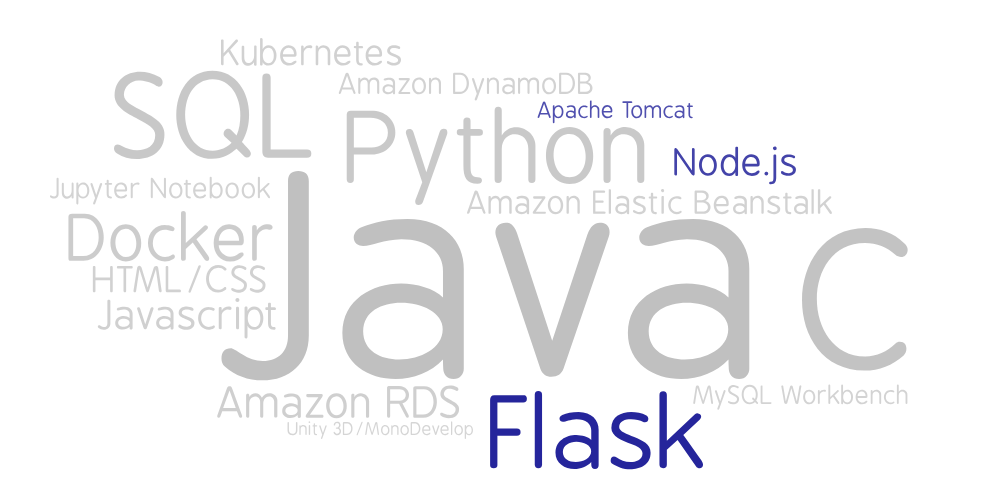 Kubernetes
SQL
Amazon DynamoDB
Apache Tomcat
Python
Node.js
Jupyter Notebook
Amazon Elastic Beanstalk
Docker
Java
C
HTML/CSS
Javascript
Amazon RDS
MySQL Workbench
Unity 3D/MonoDevelop
Flask